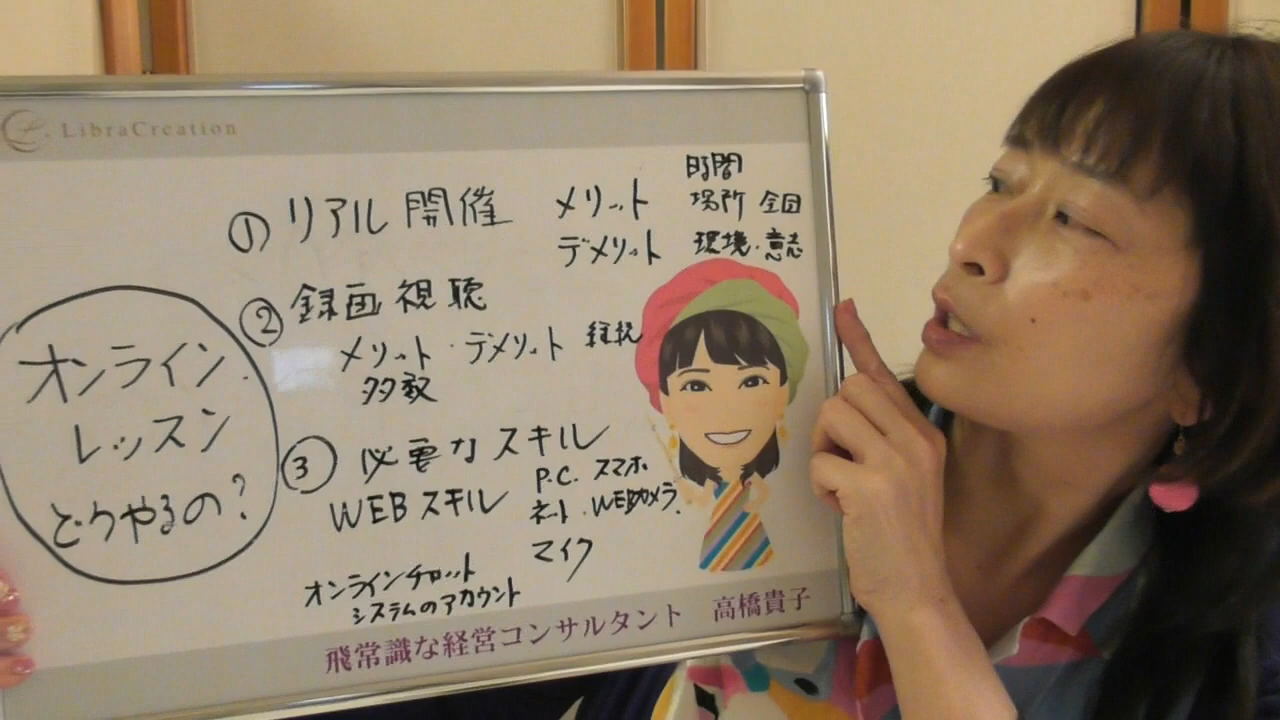 LibraCreation
オンライン
レッスン
どうやるの?
① リアル開催
メリット 時間
場所 全国
デメリット 環境・意志
② 録画視聴
メリット・デメリット
多数
③ 必要なスキル
WEBスキル
P.C. スマホ
ネット・WEBカメラ
マイク
オンラインチャット
システムのアカウント
飛常識な経営コンサルタント 高橋貴子